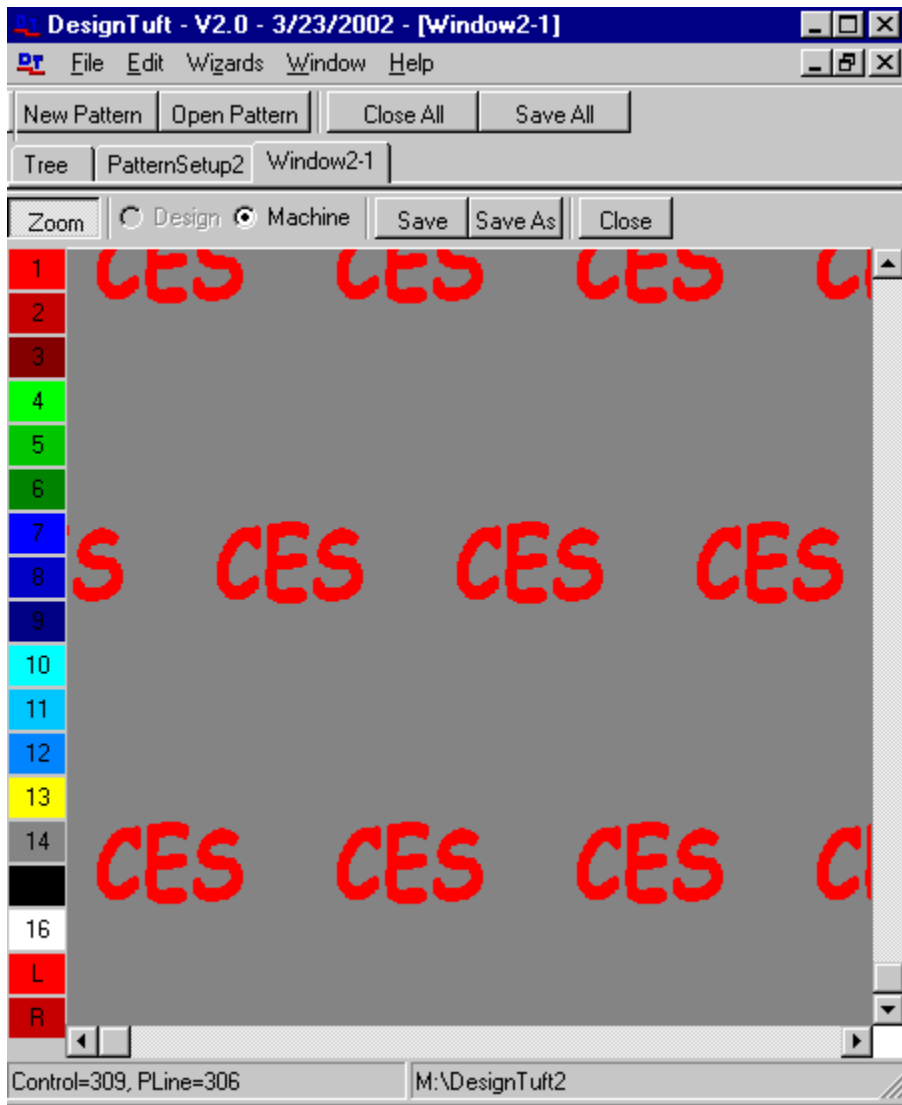 DesignTuft - V2.0 - 3/23/2002 - [Window2-1]
DT File Edit Wizards Window Help
New Pattern Open Pattern Close All Save All
Tree PatternSetup2 Window2-1
Zoom Design Machine Save Save As Close
1
CES CES CES
2
3
4
5
6
7
S CES CES CES
8
9
10
11
12
13
14
CES CES CES
16
L
R
Control=309, PLine=306 M:\DesignTuft2